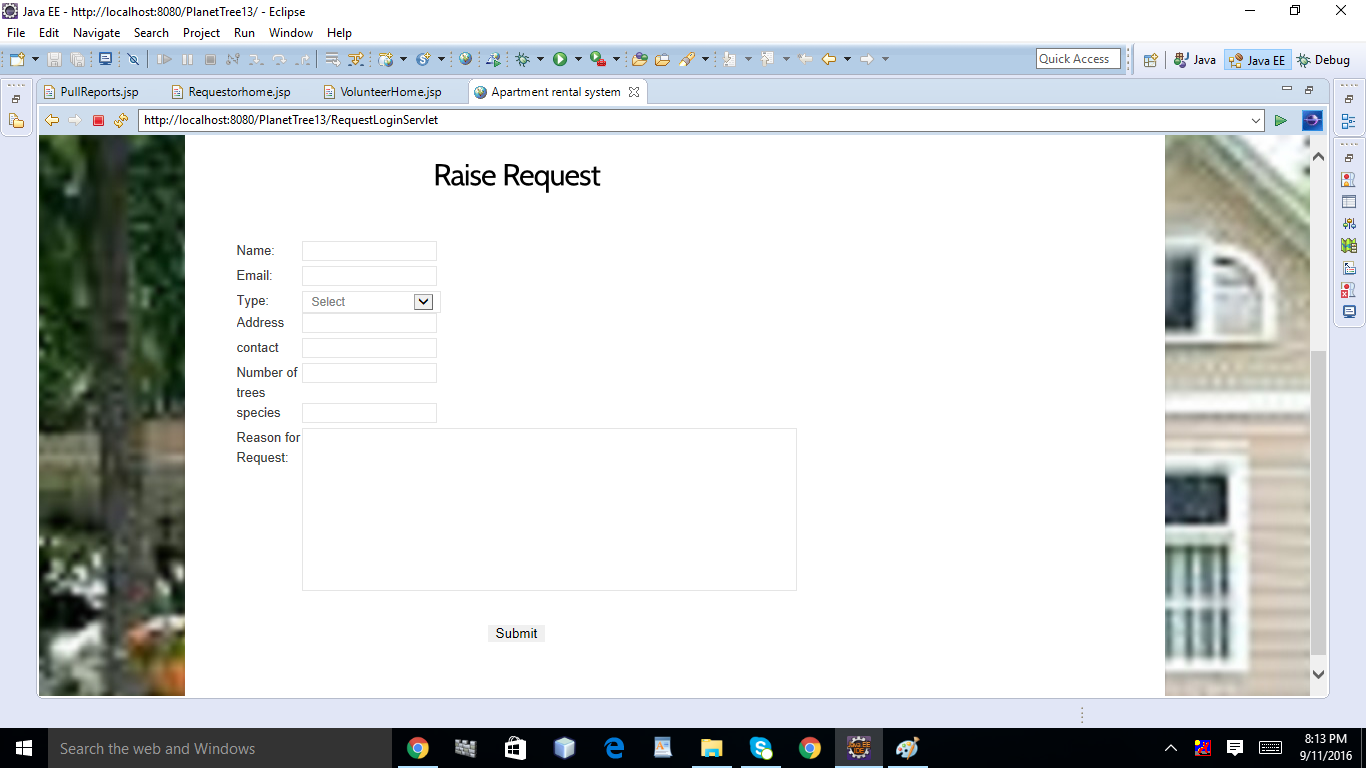 Java EE - http://localhost:8080/PlanetTree13/ - Eclipse
File Edit Navigate Search Project Run Window Help
Quick Access Java Java EE Debug
PullReports.jsp Requestorhome.jsp VolunteerHome.jsp Apartment rental system
http://localhost:8080/PlanetTree13/RequestLoginServlet
Raise Request
Name:
Email:
Type: Select
Address
contact
Number of
trees
species
Reason for
Request:
Submit
Search the web and Windows
8:13 PM
9/11/2016